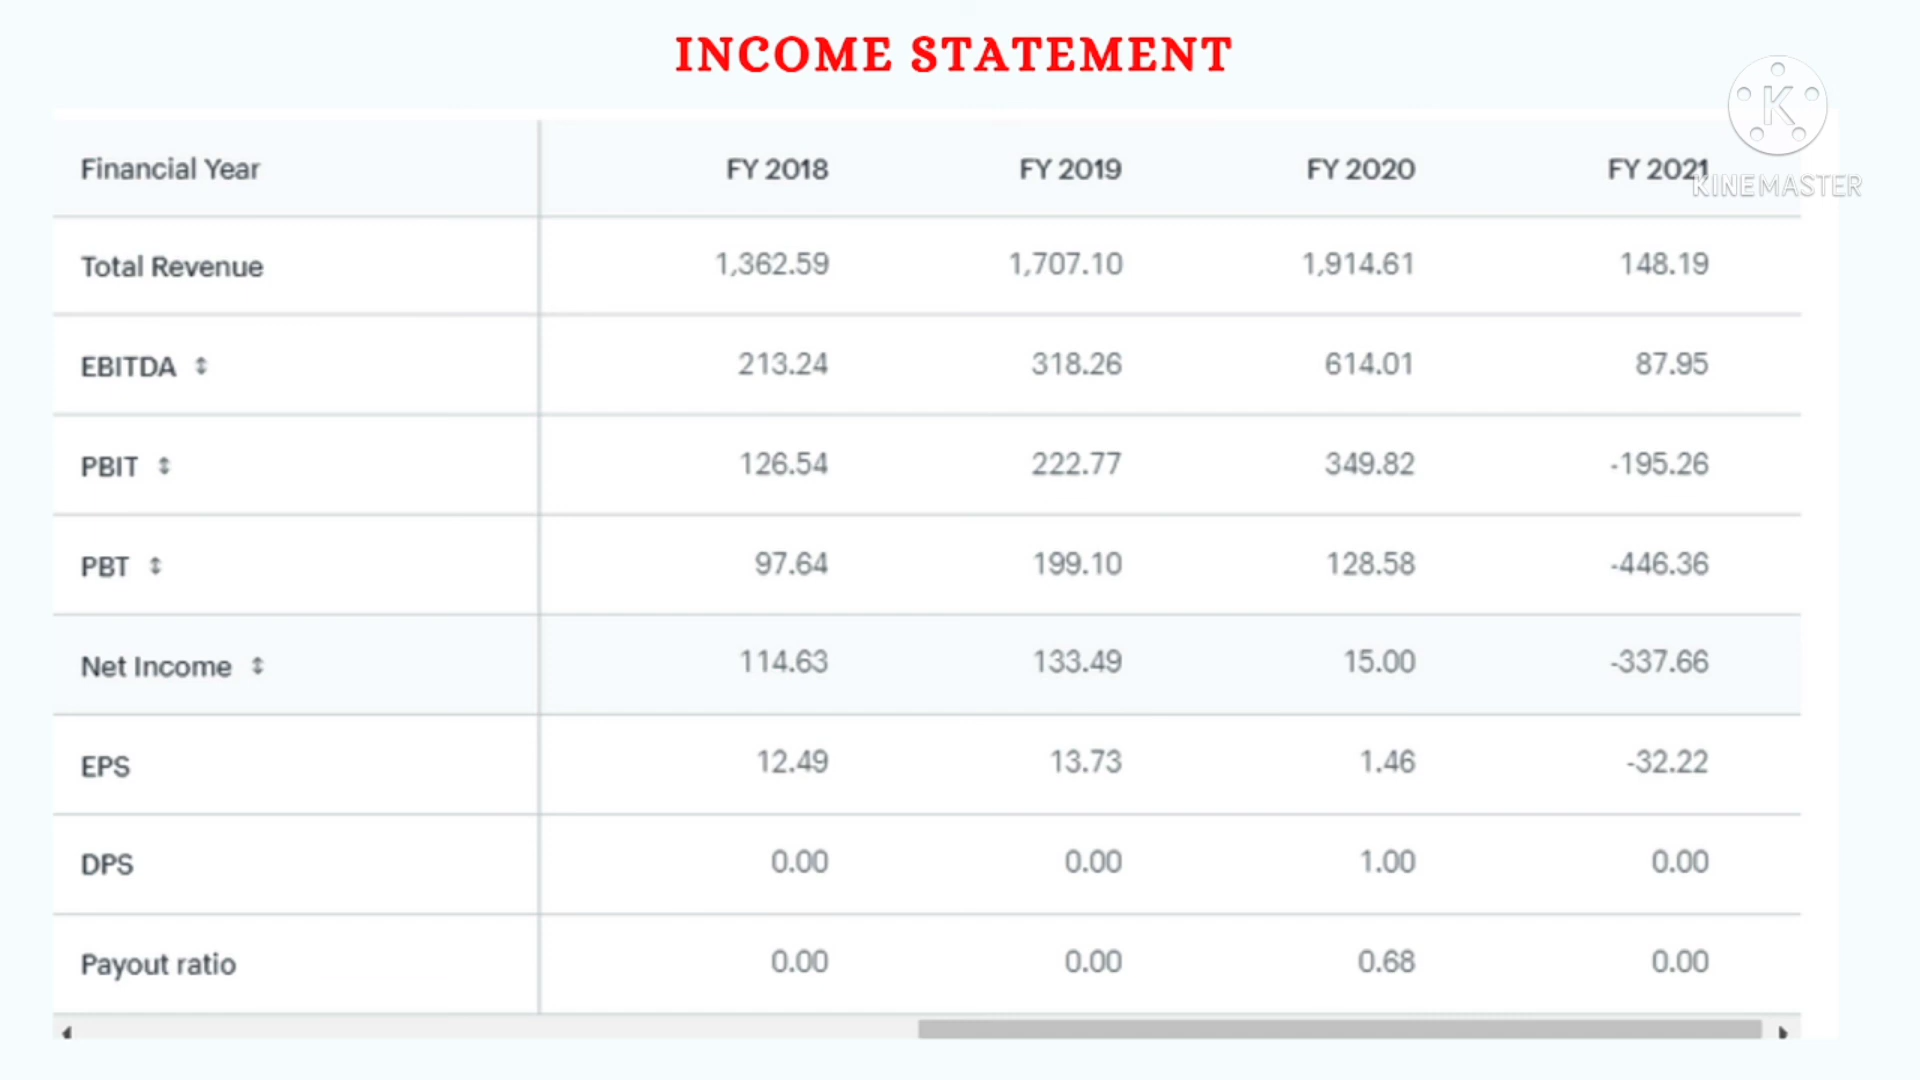 INCOME STATEMENT
K
KINEMASTER
Financial Year FY 2018 FY 2019 FY 2020 FY 2021
Total Revenue 1,362.59 1,707.10 1,914.61 148.19
EBITDA 213.24 318.26 614.01 87.95
PBIT 126.54 222.77 349.82 -195.26
PBT 97.64 199.10 128.58 -446.36
Net Income 114.63 133.49 15.00 -337.66
EPS 12.49 13.73 1.46 -32.22
DPS 0.00 0.00 1.00 0.00
Payout ratio 0.00 0.00 0.68 0.00